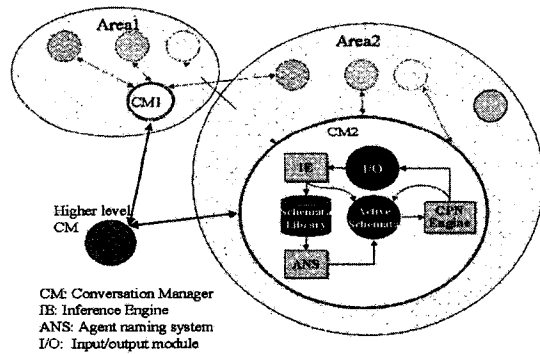 Area1
Area2
CM1
CM2
IE
I/O
Schemata
Library
Active
Schemata
CPN
Engine
ANS
Higher level
CM
CM: Conversation Manager
IE: Inference Engine
ANS: Agent naming system
I/O: Input/output module